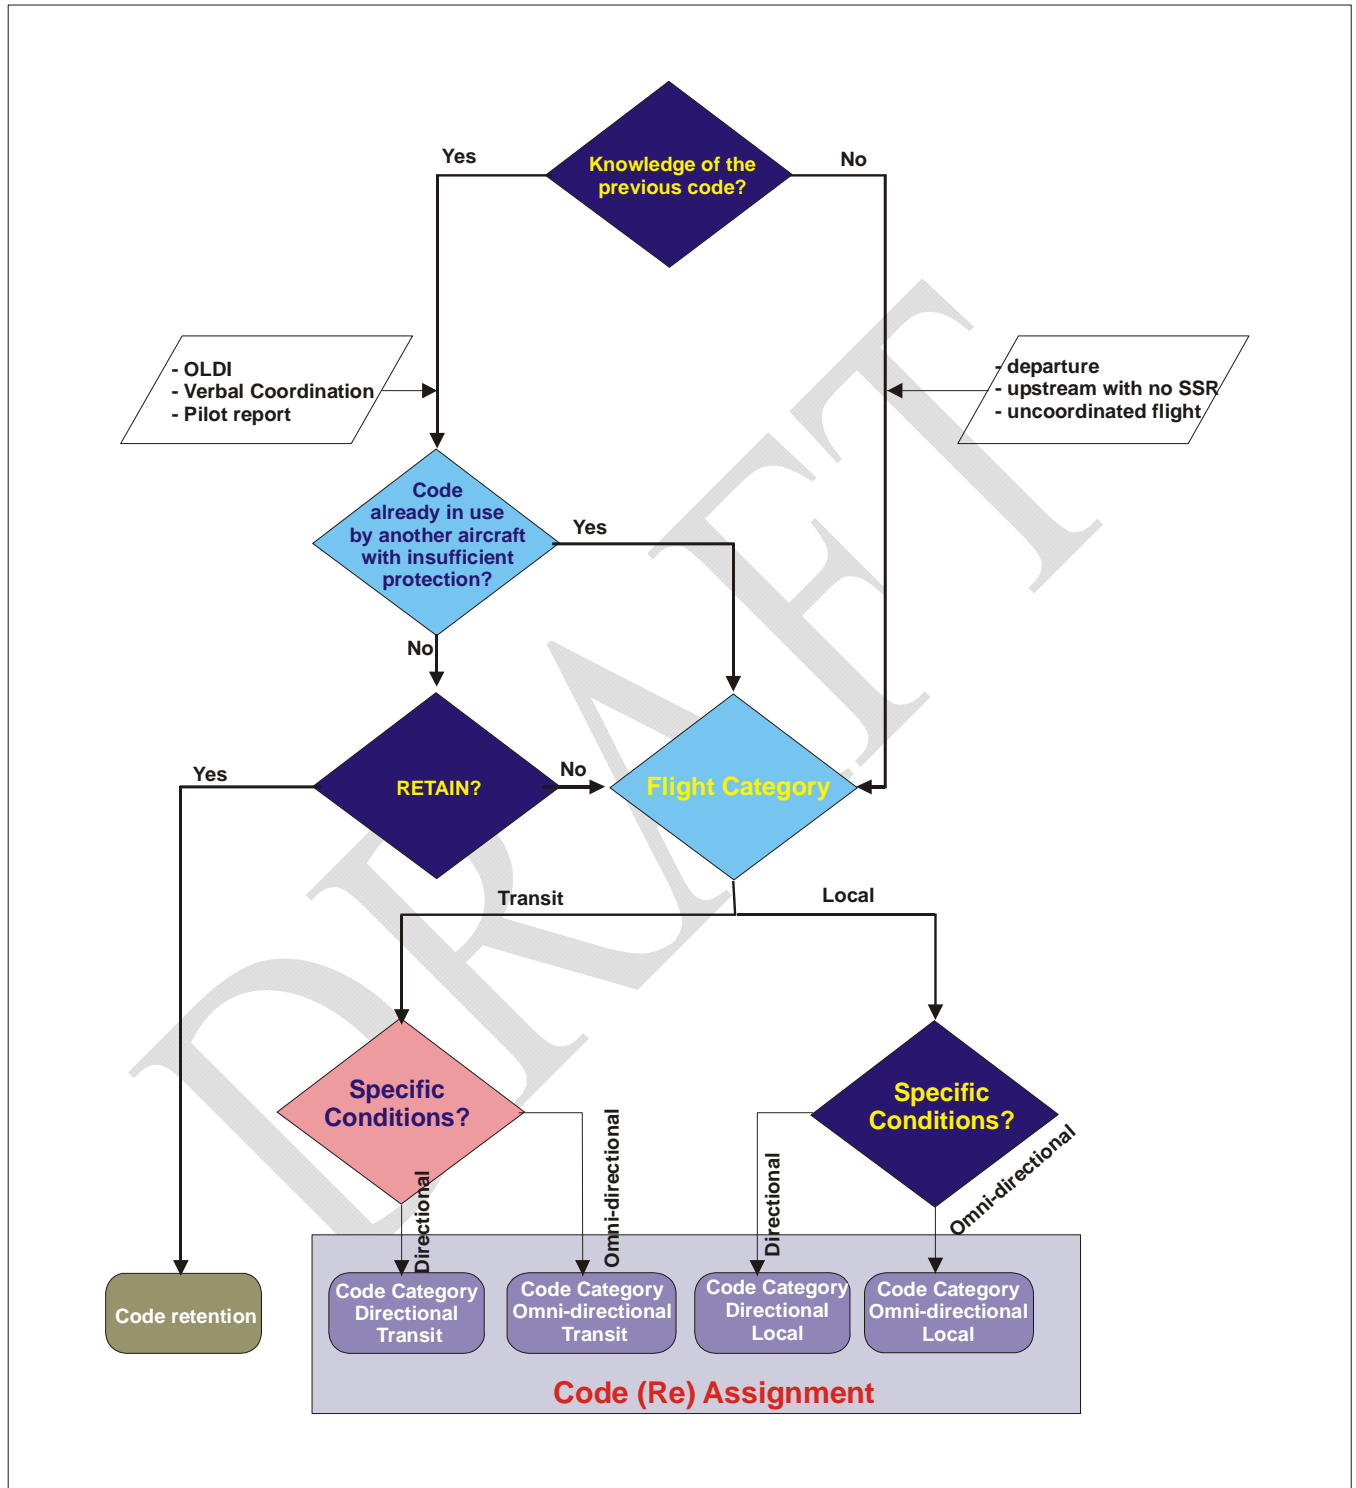 Knowledge of the
previous code?
Yes
No
- OLDI
- Verbal Coordination
- Pilot report
- departure
- upstream with no SSR
- uncoordinated flight
Code
already in use
by another aircraft
with insufficient
protection?
Yes
No
RETAIN?
Yes
No
Flight Category
Transit
Local
Specific
Conditions?
Specific
Conditions?
Directional
Omni-directional
Directional
Omni-directional
Code retention
Code Category
Directional
Transit
Code Category
Omni-directional
Transit
Code Category
Directional
Local
Code Category
Omni-directional
Local
Code (Re) Assignment
DRAFT